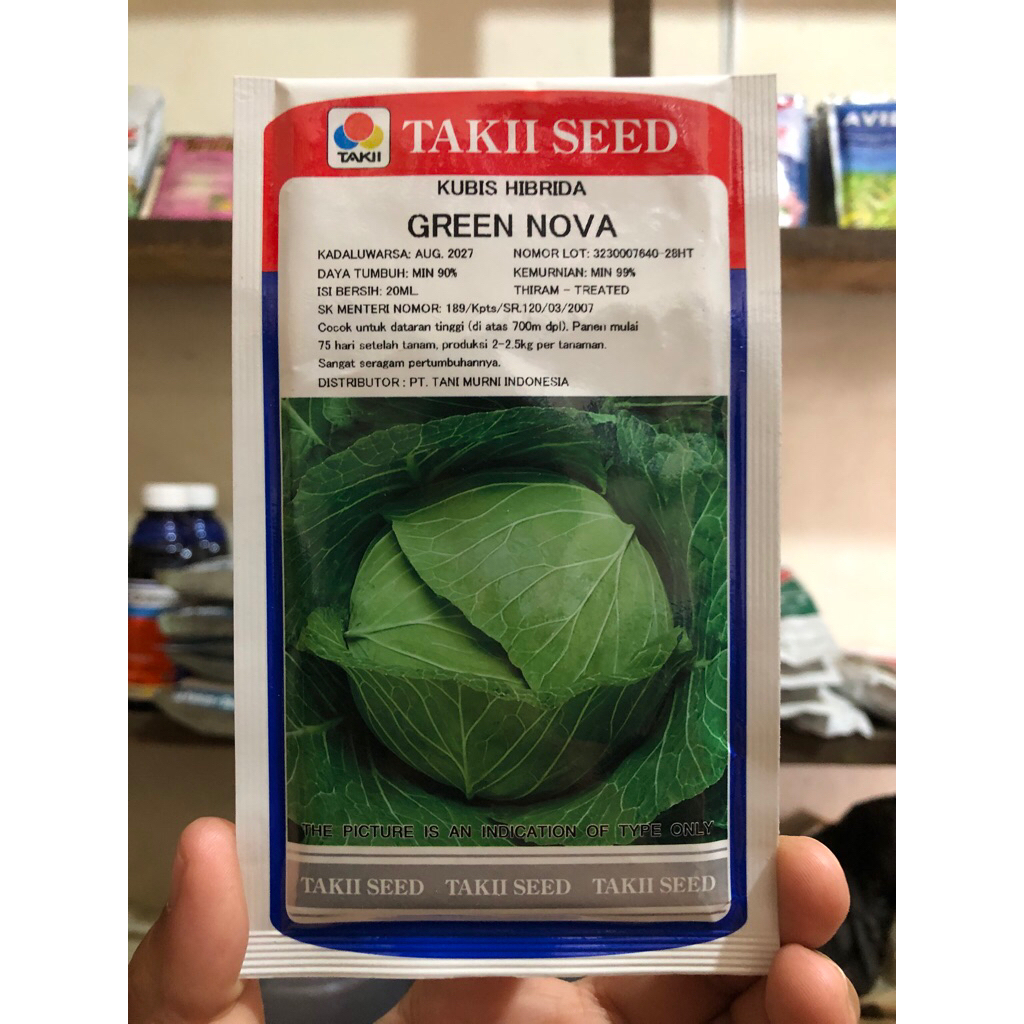 TAKII
TAKII SEED
KUBIS HIBRIDA
GREEN NOVA
KADALUWARSA: AUG. 2027
NOMOR LOT: 3230007640-28HT
DAYA TUMBUH: MIN 90%
KEMURNIAN: MIN 99%
ISI BERSIH: 20ML
THIRAM - TREATED
SK MENTERI NOMOR: 189/Kpts/SR.120/03/2007
Cocok untuk dataran tinggi (di atas 700m dpl). Panen mulai
75 hari setelah tanam, produksi 2-2.5kg per tanaman.
Sangat seragam pertumbuhannya.
DISTRIBUTOR : PT. TANI MURNI INDONESIA
THE PICTURE IS AN INDICATION OF TYPE ONLY
TAKII SEED TAKII SEED TAKII SEED